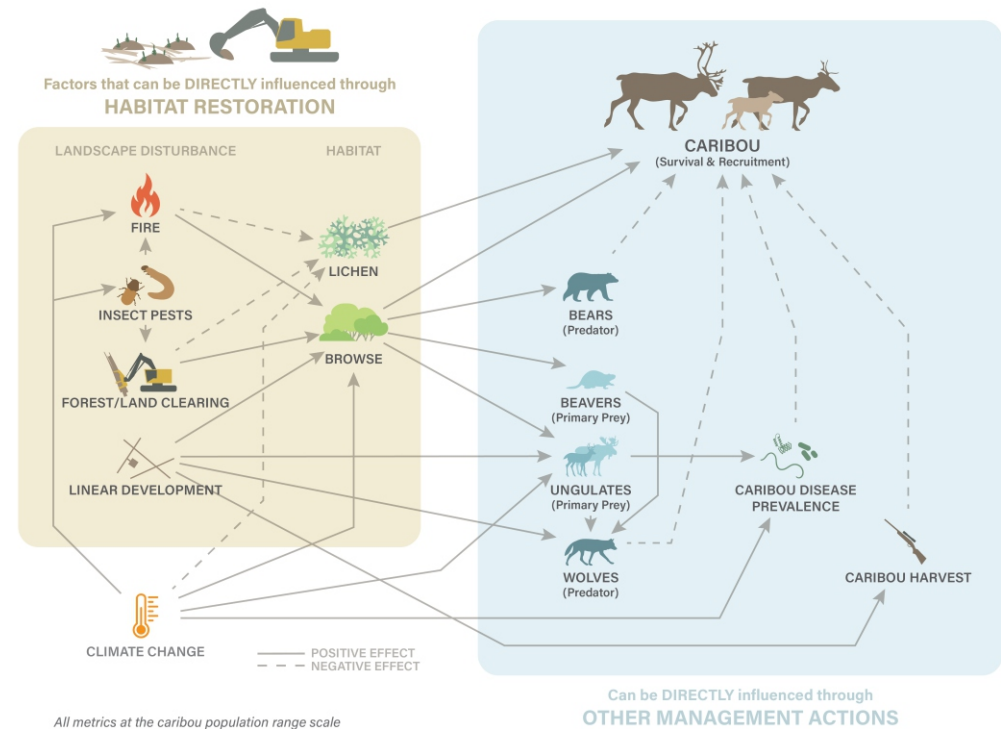 Factors that can be DIRECTLY influenced through
HABITAT RESTORATION
LANDSCAPE DISTURBANCE
HABITAT
FIRE
INSECT PESTS
FOREST/LAND CLEARING
LINEAR DEVELOPMENT
LICHEN
BROWSE
CLIMATE CHANGE
POSITIVE EFFECT
NEGATIVE EFFECT
All metrics at the caribou population range scale
CARIBOU
(Survival & Recruitment)
BEARS
(Predator)
BEAVERS
(Primary Prey)
UNGULATES
(Primary Prey)
WOLVES
(Predator)
CARIBOU DISEASE
PREVALENCE
CARIBOU HARVEST
Can be DIRECTLY influenced through
OTHER MANAGEMENT ACTIONS